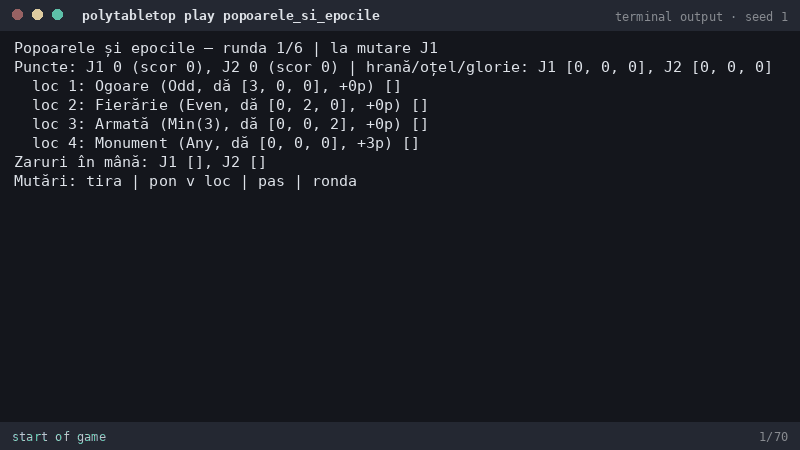 polytabletop play popoarele_si_epocile
terminal output · seed 1
Popoarele și epocile — runda 1/6 | la mutare J1
Puncte: J1 0 (scor 0), J2 0 (scor 0) | hrană/oțel/glorie: J1 [0, 0, 0], J2 [0, 0, 0]
loc 1: Ogoare (Odd, dă [3, 0, 0], +0p) []
loc 2: Fierărie (Even, dă [0, 2, 0], +0p) []
loc 3: Armată (Min(3), dă [0, 0, 2], +0p) []
loc 4: Monument (Any, dă [0, 0, 0], +3p) []
Zaruri în mână: J1 [], J2 []
Mutări: tira | pon v loc | pas | ronda
start of game
1/70